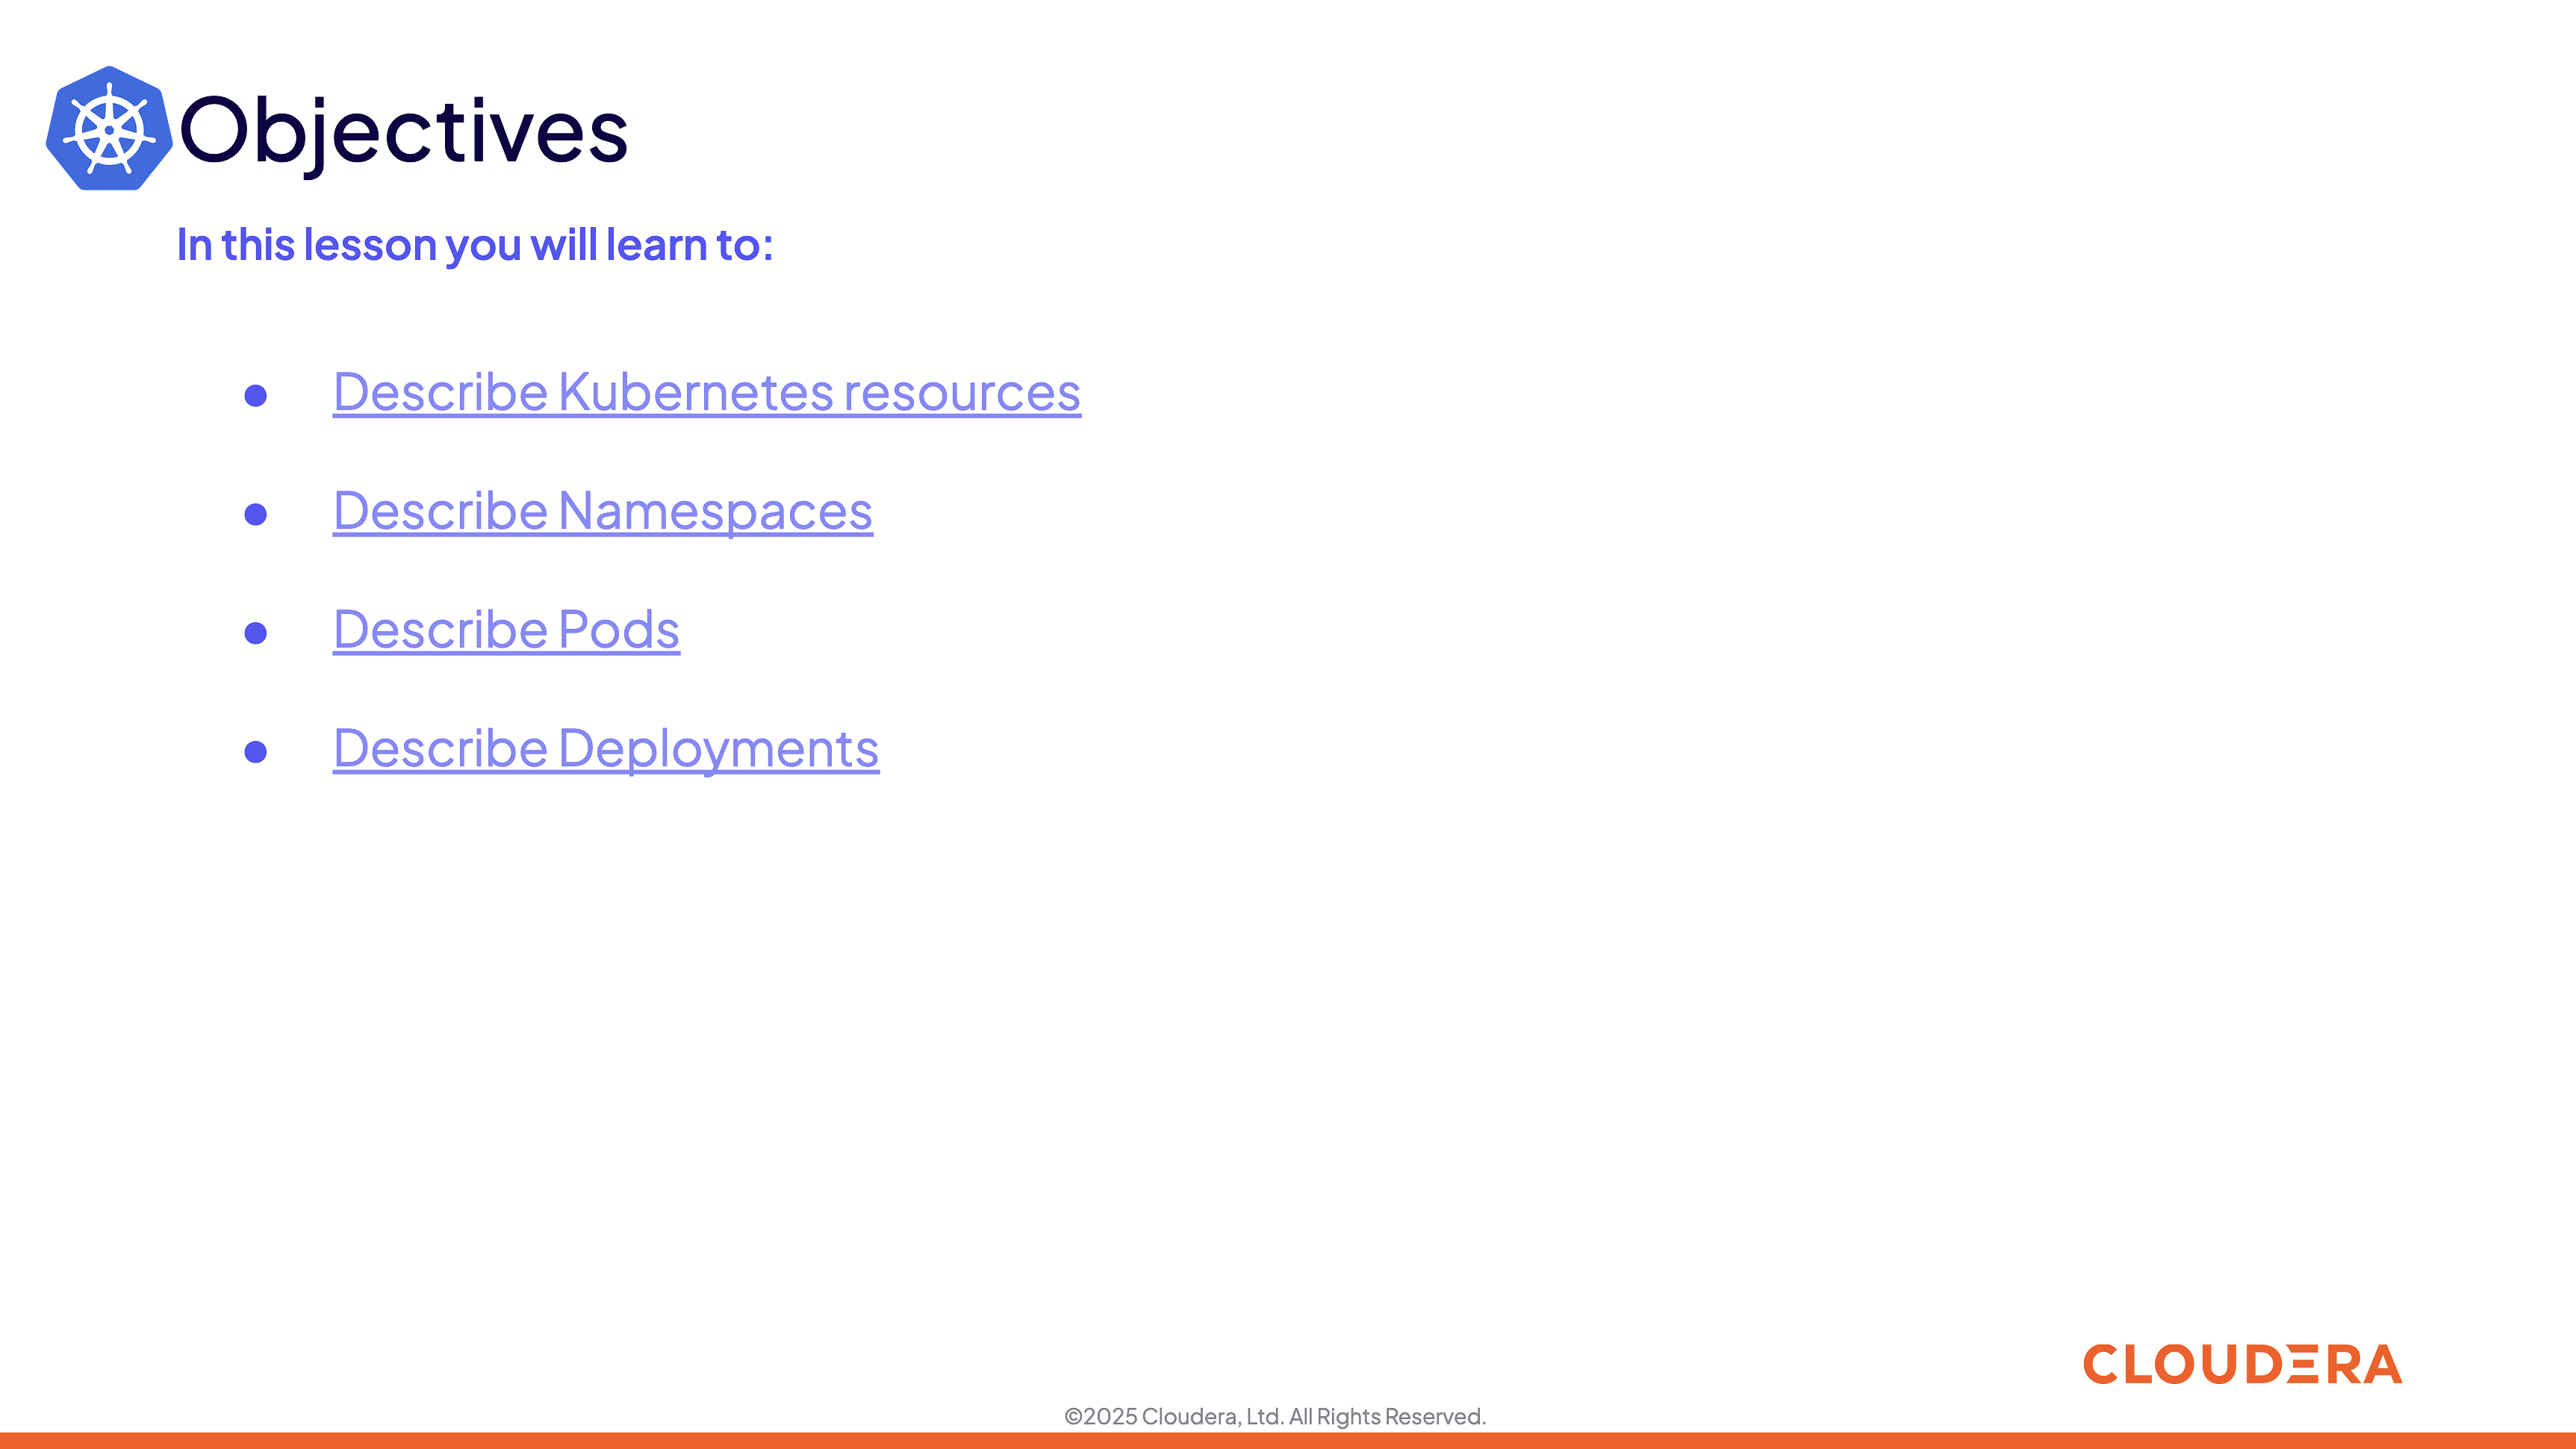 Objectives
In this lesson you will learn to:
● Describe Kubernetes resources
● Describe Namespaces
● Describe Pods
● Describe Deployments
CLOUDERA
©2025 Cloudera, Ltd. All Rights Reserved.